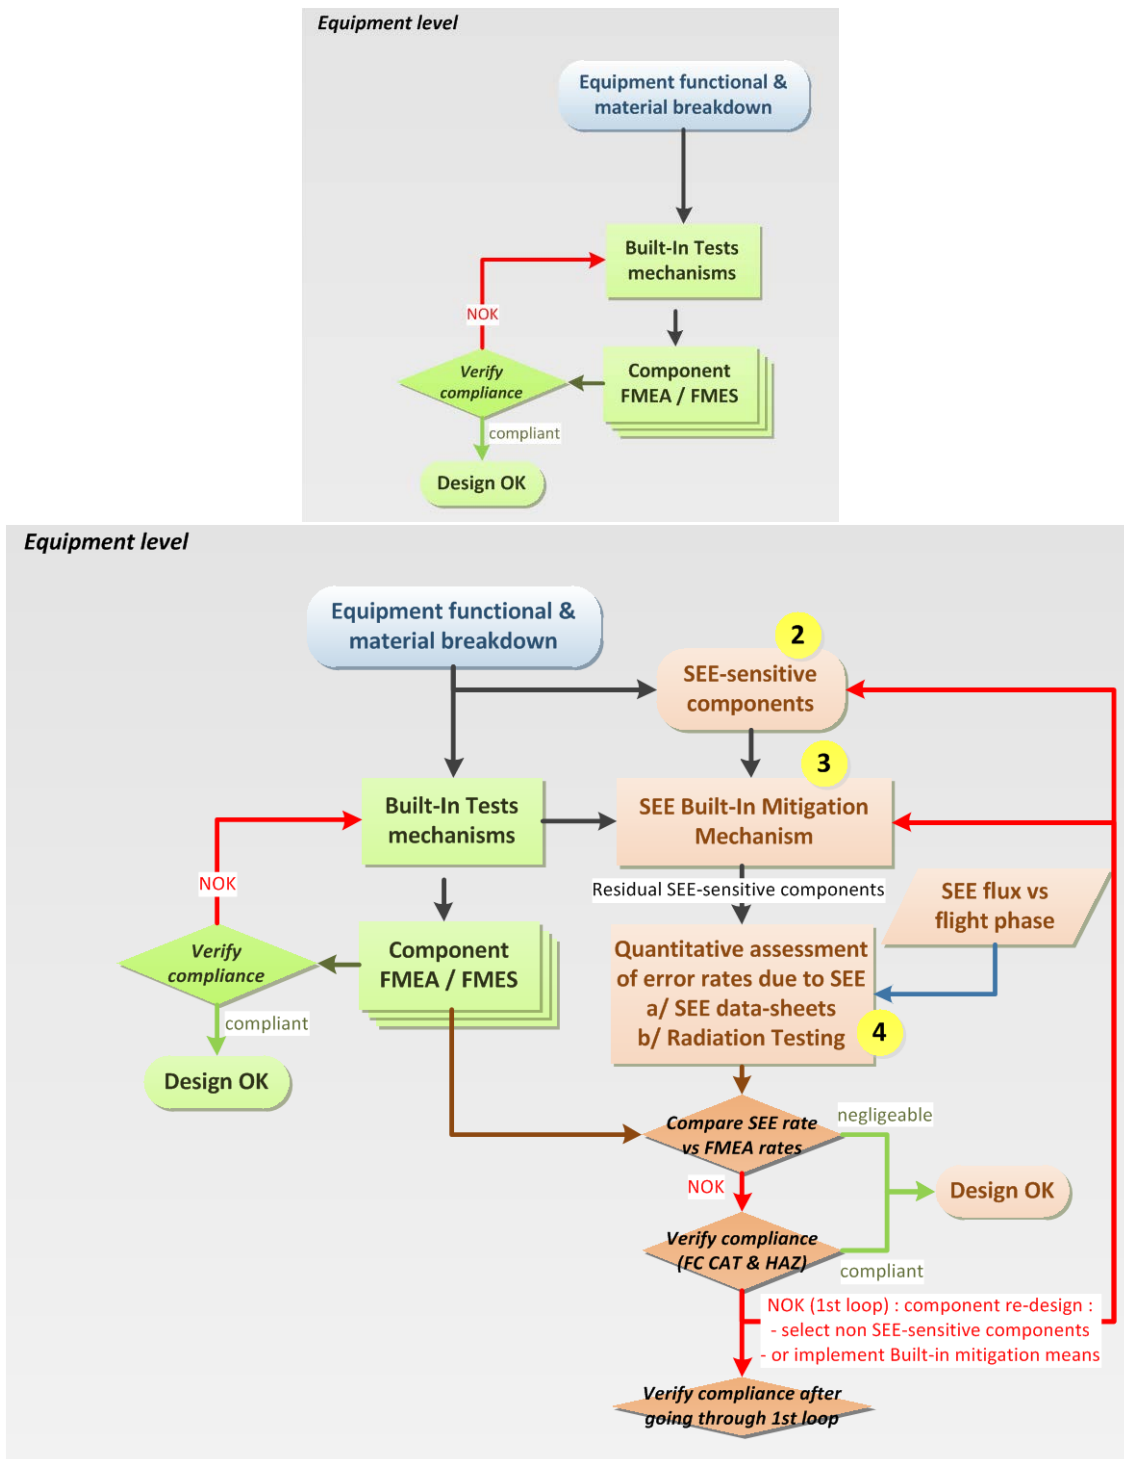 Equipment level
Equipment functional &
material breakdown
Built-In Tests
mechanisms
NOK
Component
FMEA / FMES
Verify
compliance
compliant
Design OK
Equipment level
Equipment functional &
material breakdown
2
SEE-sensitive
components
3
Built-In Tests
mechanisms
SEE Built-In Mitigation
Mechanism
NOK
Residual SEE-sensitive components
SEE flux vs
flight phase
Verify
compliance
Component
FMEA / FMES
Quantitative assessment
of error rates due to SEE
a/ SEE data-sheets
b/ Radiation Testing
4
compliant
Design OK
Compare SEE rate
vs FMEA rates
negligeable
NOK
Design OK
Verify compliance
(FC CAT & HAZ)
compliant
NOK (1st loop) : component re-design :
- select non SEE-sensitive components
- or implement Built-in mitigation means
Verify compliance after
going through 1st loop